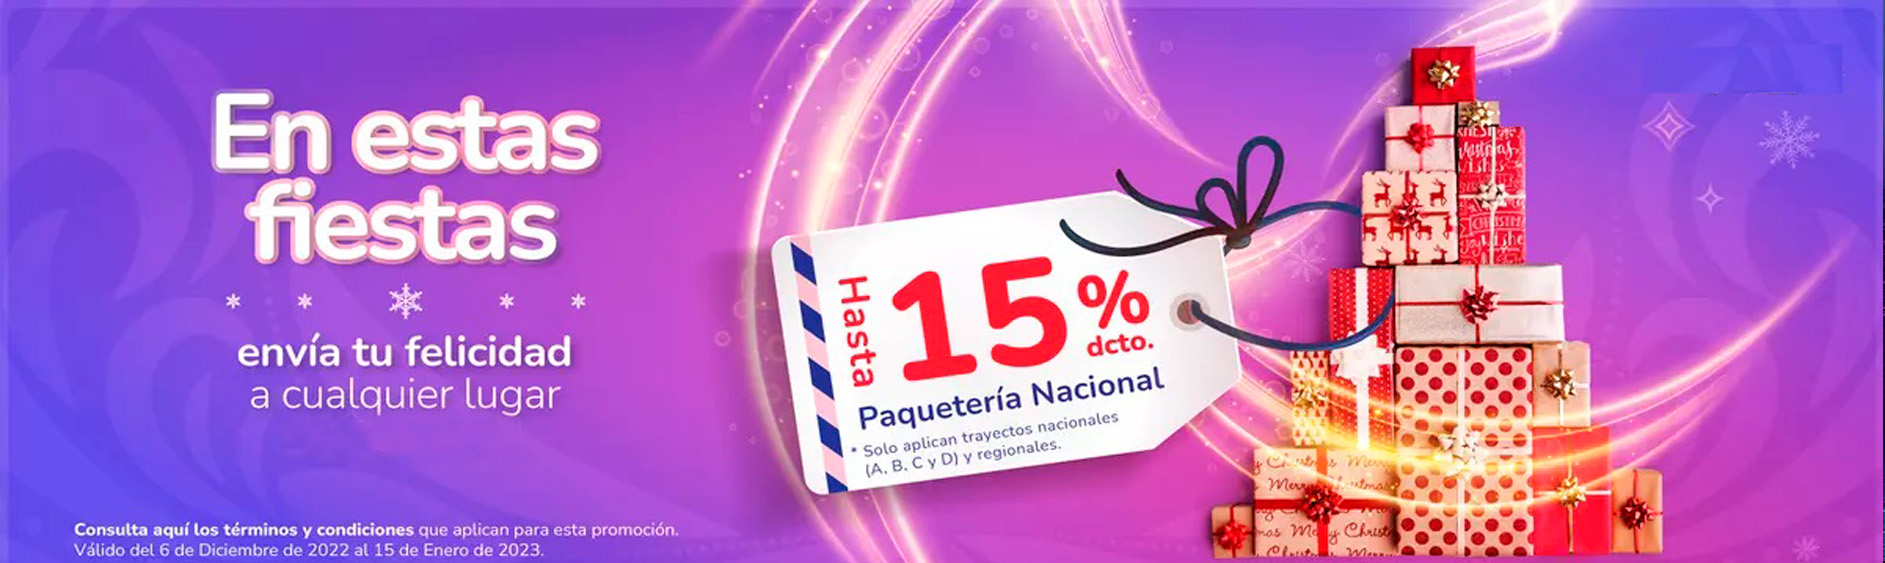 En estas
fiestas
envía tu felicidad
a cualquier lugar
Hasta
15%
dcto.
Paquetería Nacional
* Solo aplican trayectos nacionales
(A, B, C y D) y regionales.
Consulta aquí los términos y condiciones que aplican para esta promoción.
Válido del 6 de Diciembre de 2022 al 15 de Enero de 2023.
Merry Christmas